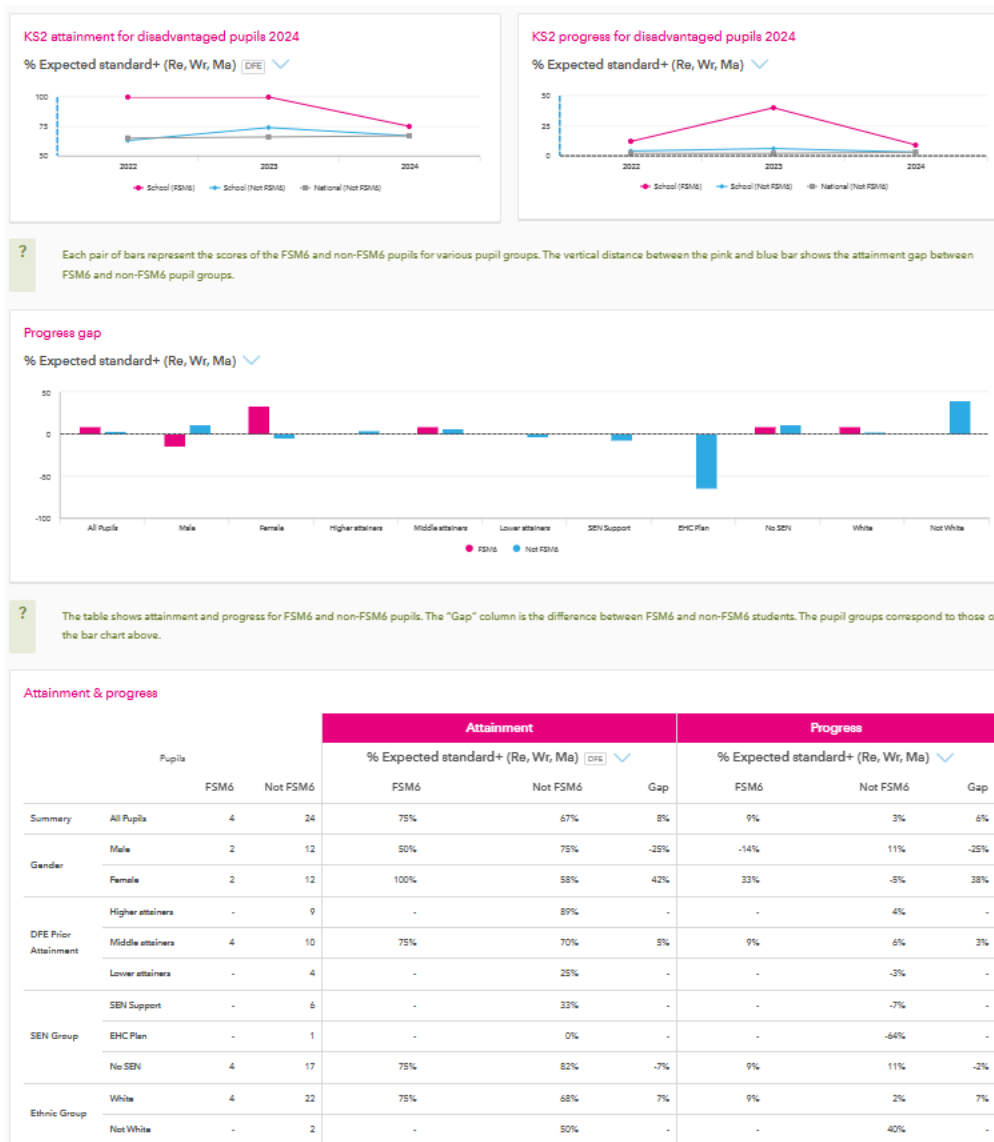 KS2 attainment for disadvantaged pupils 2024
% Expected standard+ (Re, Wr, Ma) DFE
100
75
50
2022 2023 2024
School (FSM6) School (Not FSM6) National (Not FSM6)
KS2 progress for disadvantaged pupils 2024
% Expected standard+ (Re, Wr, Ma)
50
25
0
2022 2023 2024
School (FSM6) School (Not FSM6) National (Not FSM6)
? Each pair of bars represent the scores of the FSM6 and non-FSM6 pupils for various pupil groups. The vertical distance between the pink and blue bar shows the attainment gap between
FSM6 and non-FSM6 pupil groups.
Progress gap
% Expected standard+ (Re, Wr, Ma)
50
0
-50
-100
All Pupils Male Female Higher attainers Middle attainers Lower attainers SEN Support EHC Plan No SEN White Not White
FSM6 Not FSM6
? The table shows attainment and progress for FSM6 and non-FSM6 pupils. The "Gap" column is the difference between FSM6 and non-FSM6 students. The pupil groups correspond to those o
the bar chart above.
Attainment & progress
Attainment Progress
Pupils % Expected standard+ (Re, Wr, Ma) DFE % Expected standard+ (Re, Wr, Ma)
FSM6 Not FSM6 FSM6 Not FSM6 Gap FSM6 Not FSM6 Gap
Summary All Pupils 4 24 75% 67% 8% 9% 3% 6%
Gender
Male 2 12 50% 75% -25% -14% 11% -25%
Female 2 12 100% 58% 42% 33% -5% 38%
DFE Prior
Attainment
Higher attainers - 9 - 89% - - 4% -
Middle attainers 4 10 75% 70% 5% 9% 6% 3%
Lower attainers - 4 - 25% - - -3% -
SEN Group
SEN Support - 6 - 33% - - -7% -
EHC Plan - 1 - 0% - - -64% -
No SEN 4 17 75% 82% -7% 9% 11% -2%
Ethnic Group
White 4 22 75% 68% 7% 9% 2% 7%
Not White - 2 - 50% - - 40% -